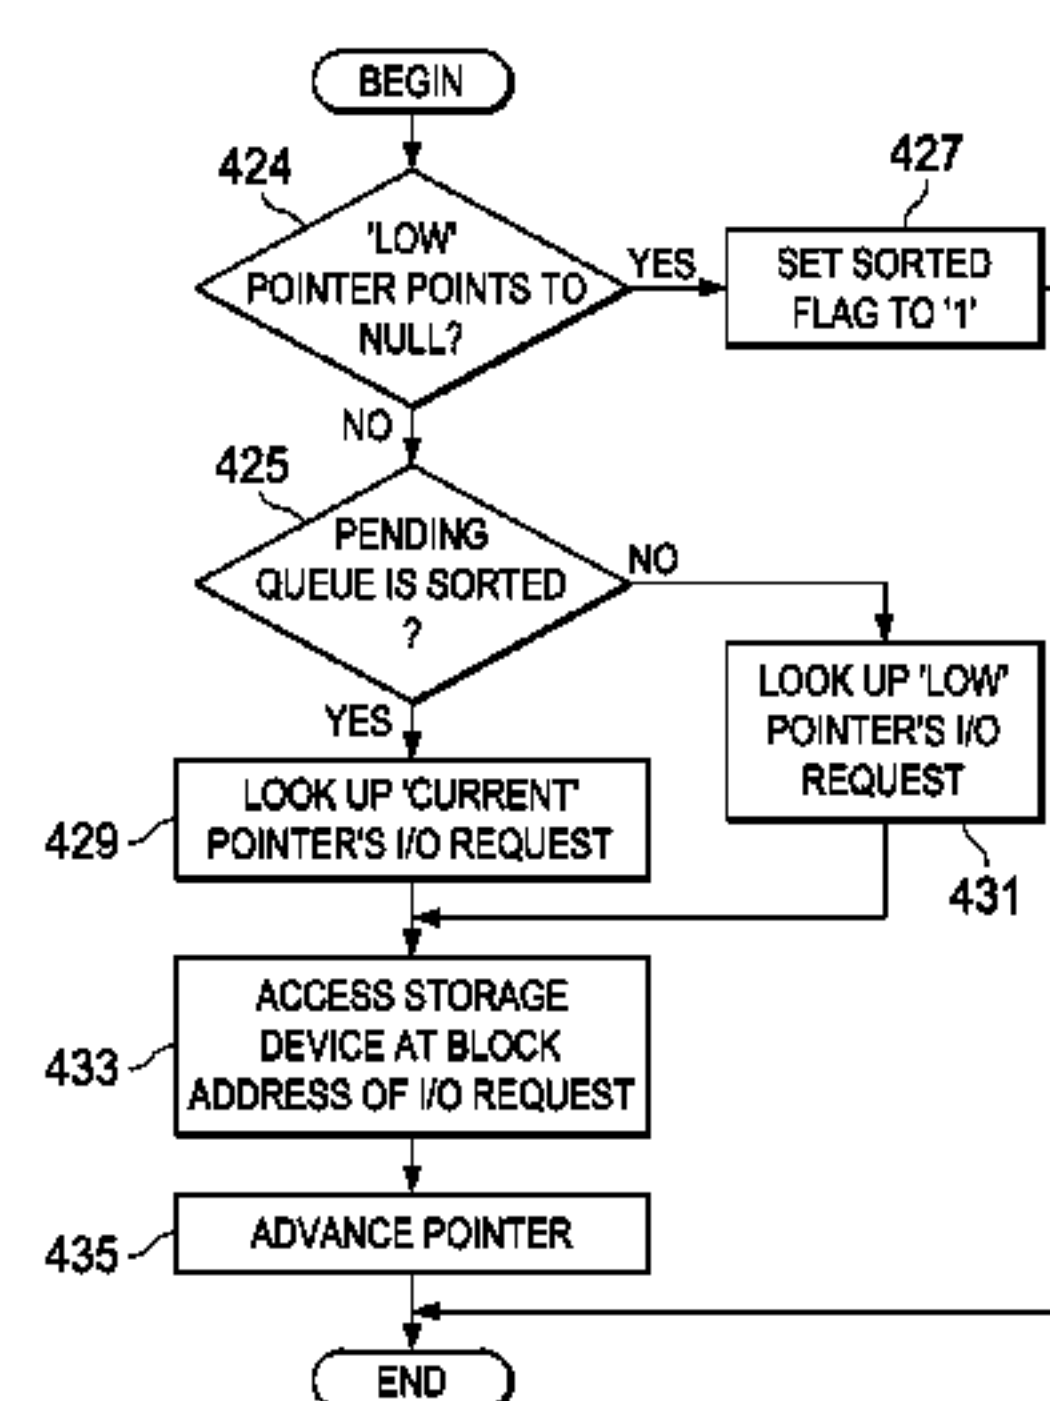 BEGIN
424
'LOW'
POINTER POINTS TO
NULL?
YES
427
SET SORTED
FLAG TO '1'
NO
425
PENDING
QUEUE IS SORTED
?
NO
YES
LOOK UP 'LOW'
POINTER'S I/O
REQUEST
431
429
LOOK UP 'CURRENT'
POINTER'S I/O REQUEST
433
ACCESS STORAGE
DEVICE AT BLOCK
ADDRESS OF I/O REQUEST
435
ADVANCE POINTER
END